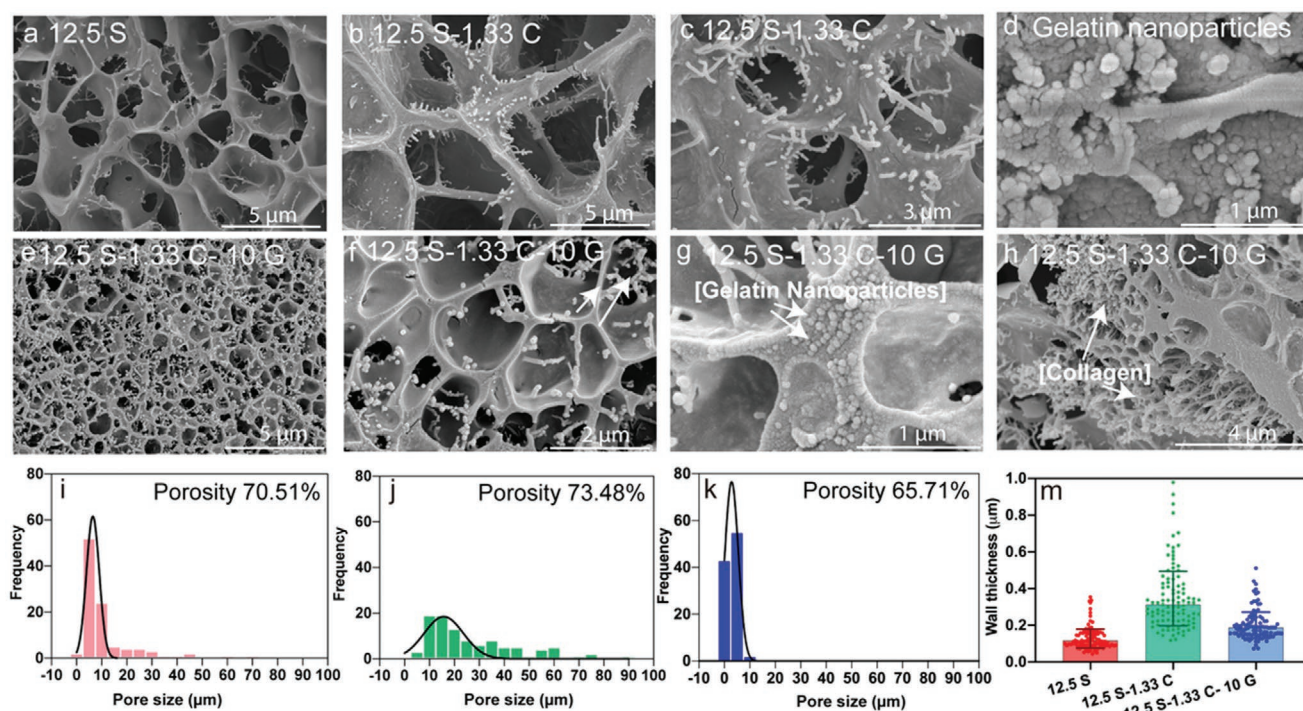 a 12.5 S
b 12.5 S-1.33 C
c 12.5 S-1.33 C
d
Gelatin nanoparticles
5 µm
5 µm
3 µm
1 µm
e 12.5 S-1.33 C- 10 G
f 12.5 S-1.33 C-10 G
g 12.5 S-1.33 C-10 G
h 12.5 S-1.33 C-10 G
[Gelatin Nanoparticles]
[Collagen]
5 µm
2 µm
1 µm
4 µm
i
Porosity 70.51%
80
60
40
20
0
Frequency
-10 0 10 20 30 40 50 60 70 80 90 100
Pore size (µm)
j
Porosity 73.48%
80
60
40
20
0
Frequency
0 10 20 30 40 50 60 70 80 90 100
Pore size (µm)
k
Porosity 65.71%
80
60
40
20
0
Frequency
-10 0 10 20 30 40 50 60 70 80 90 100
Pore size (µm)
m
1.0
0.8
0.6
0.4
0.2
0.0
Wall thickness (µm)
12.5 S
12.5 S-1.33 C
12.5 S-1.33 C- 10 G